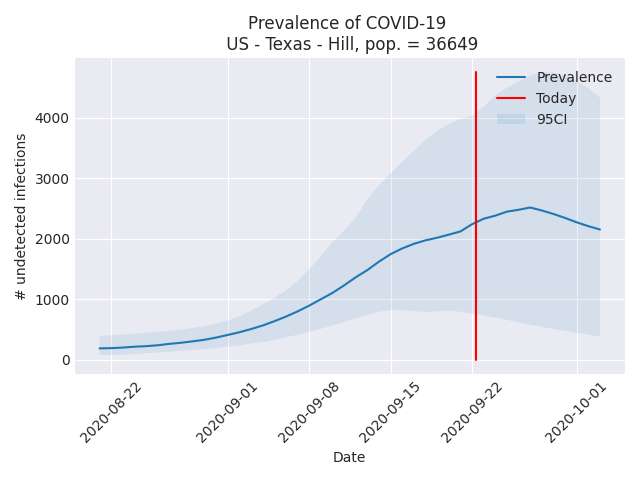 Prevalence of COVID-19
US - Texas - Hill, pop. = 36649
Prevalence
Today
95CI
# undetected infections
4000
3000
2000
1000
0
2020-08-22
2020-09-01
2020-09-08
2020-09-15
2020-09-22
2020-10-01
Date